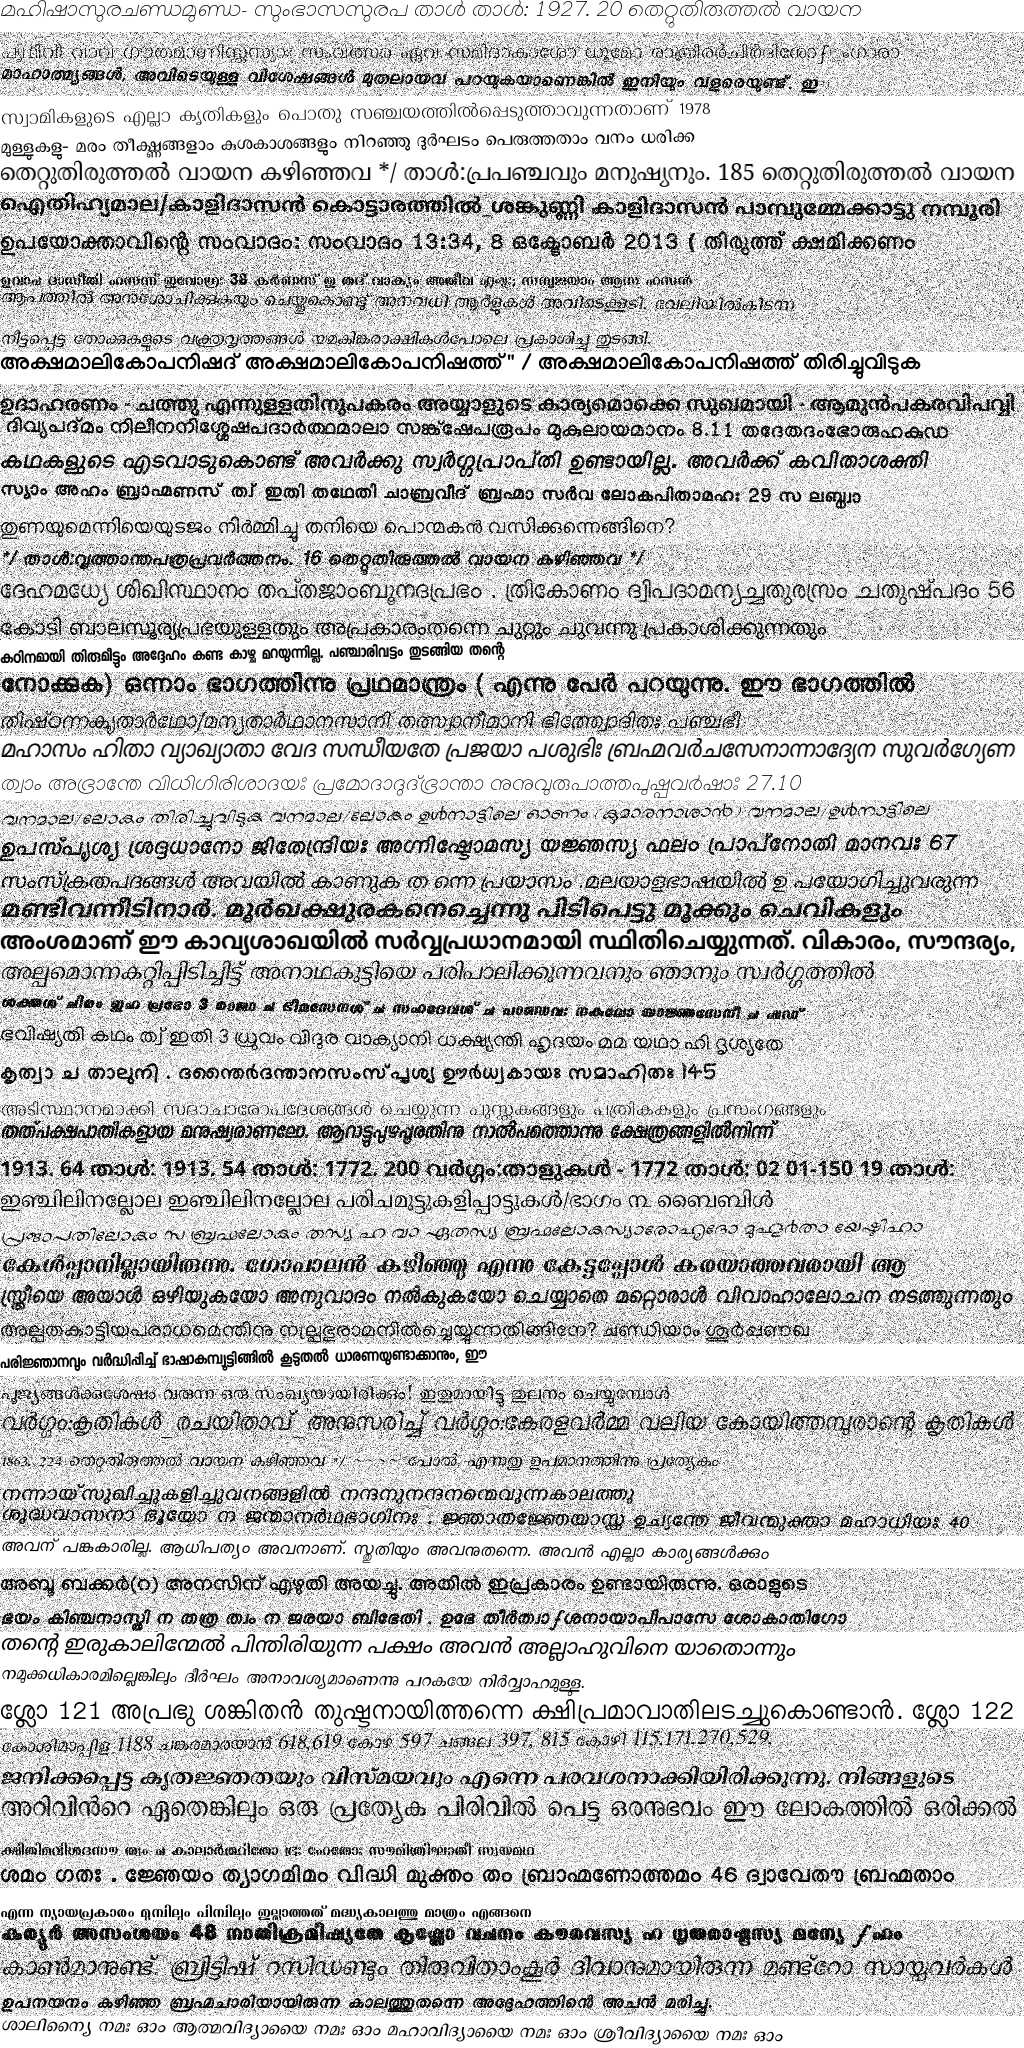 മഹിഷാസുരചണ്ഡമുണ്ഡ- സുംഭാസസുരപ താൾ താൾ: 1927. 20 തെറ്റുതിരുത്തൽ വായന
മാഹാത്മ്യങ്ങൾ, അവിടെയുള്ള വിശേഷങ്ങൾ മുതലായവ പറയുകയാണെങ്കിൽ ഇനിയും വളരെയുണ്ട്. ഇ
സ്വാമികളുടെ എല്ലാ കൃതികളും പൊതു സഞ്ചയത്തിൽപ്പെടുത്താവുന്നതാണ് 1978
മുള്ളുകളു- മരം തീക്ഷ്ണങ്ങളാം കുശകാശങ്ങളും നിറഞ്ഞു ദുർഘടം പെരുത്തതാം വനം ധരിക്ക
തെറ്റുതിരുത്തൽ വായന കഴിഞ്ഞവ */ താൾ:പ്രപഞ്ചവും മനുഷ്യനും. 185 തെറ്റുതിരുത്തൽ വായന
ഐതിഹ്യമാല/കാളിദാസൻ കൊട്ടാരത്തിൽ_ശങ്കുണ്ണി കാളിദാസൻ പാമ്പുമ്മേക്കാട്ടു നമ്പൂരി
ഉപയോക്താവിന്റെ സംവാദം: സംവാദം 13:34, 8 ഒക്ടോബർ 2013 ( തിരുത്ത് ക്ഷമിക്കണം
ആപത്തിൽ അനുശോചിക്കുകയും ചെയ്തുകൊണ്ടു് അനവധി ആൾളുകൾ അവിടെക്കൂടി. വേലിയിരുകിടന്ന
നീട്ടപ്പെട്ട തോക്കുകളുടെ വക്ത്രവൃത്തങ്ങൾ യമകിങ്കരാക്ഷികൾപോലെ പ്രകാശിച്ചു തുടങ്ങി.
അക്ഷമാലികോപനിഷദ് അക്ഷമാലികോപനിഷത്ത്" / അക്ഷമാലികോപനിഷത്ത് തിരിച്ചുവിടുക
ഉദാഹരണം - ചത്തു എന്നുള്ളതിനുപകരം അയ്യാളുടെ കാര്യമൊക്കെ സുഖമായി - ആമുൻപകരവിപവ്വി
ദിവ്യപദ്മം നിലീനനിശ്ശേഷപദാർത്ഥമാലാ സങ്ക്ഷേപരൂപം മുകുലായമാനം 8.11 തദേതദംഭോരുഹകുഡ
കഥകളുടെ എടവാടുകൊണ്ട് അവർക്കു സ്വർഗ്ഗപ്രാപ്തി ഉണ്ടായില്ല. അവർക്ക് കവിതാശക്തി
സ്യാം അഹം ബ്രാഹ്മണസ് ത്വ് ഇതി തഥേതി ചാബ്രവീദ് ബ്രഹ്മാ സർവ ലോകപിതാമഹഃ 29 സ ലബ്ധ്വാ
തുണയുമെന്നിയെയുടജം നിർമ്മിച്ചു തനിയെ പൊന്മകൻ വസിക്കുന്നെങ്ങിനെ?
*/ താൾ:വൃത്താന്തപത്രപ്രവർത്തനം. 16 തെറ്റുതിരുത്തൽ വായന കഴിഞ്ഞവ */
ദേഹമധ്യേ ശിഖിസ്ഥാനം തപ്തജാംബൂനദപ്രഭം . ത്രികോണം ദ്വിപദാമന്യച്ചതുരസ്രം ചതുഷ്പദം 56
കോടി ബാലസൂര്യപ്രഭയുള്ളതും അപ്രകാരംതന്നെ ചുറ്റും ചുവന്നു പ്രകാശിക്കുന്നതും
കഠിനമായി തിരുമിട്ടും അദ്ദേഹം കണ്ട കാഴ്ച മറയുന്നില്ല. പഞ്ചാരിവട്ടം തുടങ്ങിയ തന്റെ
നോക്കുക) ഒന്നാം ഭാഗത്തിന്നു പ്രഥമാന്ത്രം ( എന്നു പേർ പറയുന്നു. ഈ ഭാഗത്തിൽ
തിഷ്ഠന്നകൃതാർഥോ/മന്യതാർഥാനസാനി തത്സ്വാനീമാനി ഭിത്ത്വോദിതഃ പഞ്ചഭീ
മഹാസം ഹിതാ വ്യാഖ്യാതാ വേദ സന്ധീയതേ പ്രജയാ പശുഭിഃ ബ്രഹ്മവർചസേനാന്നാദ്യേന സുവർഗ്യേണ
ത്വാം അഭ്രാന്തേ വിധിഗിരിശാദയഃ പ്രമോദാദുദ്ഭ്രാന്താ നുനുവുരുപാത്തപുഷ്പവർഷാഃ 27.10
വനമാല/ലോകം തിരിച്ചുവിടുക വനമാല/ലോകം ഉൾനാട്ടിലെ ഓണം (കുമാരനാശാൻ) വനമാല/ഉൾനാട്ടിലെ
ഉപസ്പൃശ്യ ശ്രദ്ദധാനോ ജിതേന്ദ്രിയഃ അഗ്നിഷ്ടോമസ്യ യജ്ഞസ്യ ഫലം പ്രാപ്നോതി മാനവഃ 67
സംസ്ക്രതപദങ്ങൾ അവയിൽ കാണുക ത ന്നെ പ്രയാസം .മലയാളഭാഷയിൽ ഉ പയോഗിച്ചുവരുന്ന
മണ്ടിവന്നീടിനാർ. മൂർഖക്ഷുരകനെച്ചെന്നു പിടിപെട്ടു മൂക്കും ചെവികളും
അംശമാണ് ഈ കാവ്യശാഖയിൽ സർവ്വപ്രധാനമായി സ്ഥിതിചെയ്യുന്നത്. വികാരം, സൗന്ദര്യം,
അല്പമൊന്നകറ്റിപ്പിടിച്ചിട്ട് അനാഥകുട്ടിയെ പരിപാലിക്കുന്നവനും ഞാനും സ്വർഗ്ഗത്തിൽ
ഭവിഷ്യതി കഥം ത്വ് ഇതി 3 ധ്രുവം വിദുര വാക്യാനി ധക്ഷ്യന്തി ഹൃദയം മമ യഥാ ഹി ദൃശ്യതേ
കൃത്വാ ച താലുനി . ദന്തൈർദന്താനസംസ്പൃശ്യ ഊർധ്വകായഃ സമാഹിതഃ 145
അടിസ്ഥാനമാക്കി സദാചാരോപദേശങ്ങൾ ചെയ്യുന്ന പുസ്തകങ്ങളും പത്രികകളും പ്രസംഗങ്ങളും
തത്പക്ഷപാതികളായ മനുഷ്യരാണല്ലോ. ആറാട്ടുപുഴപൂരത്തിനു നാൽപത്തൊന്നു ക്ഷേത്രങ്ങളിൽനിന്ന്
1913. 64 താൾ: 1913. 54 താൾ: 1772. 200 വർഗ്ഗം:താളുകൾ - 1772 താൾ: 02 01-150 19 താൾ:
ഇഞ്ചിലിനല്ലോല ഇഞ്ചിലിനല്ലോല പരിചമുട്ടുകളിപ്പാട്ടുകൾ/ഭാഗം ൻ ബൈബിൾ
പ്രജാപതിലോകം സ ബ്രഹ്മലോകം തസ്യ ഹ വാ ഏതസ്യ ബ്രഹ്മലോകസ്യാരോഹ്രദോ മുഹൂർതാ യേഷ്ടിഹാ
കേൾപ്പാനില്ലായിരുന്നു. ഗോപാലൻ കഴിഞ്ഞു എന്നു കേട്ടപ്പോൾ കരയാത്തവരായി ആ
സ്ത്രീയെ അയാൾ ഒഴിയുകയോ അനുവാദം നൽകുകയോ ചെയ്യാതെ മറ്റൊരാൾ വിവാഹാലോചന നടത്തുന്നതും
അല്പതകാട്ടിയപരാധമെന്തിനു നല്പൂരാമനിൽച്ചെയ്യുന്നതിങ്ങിനേ? ചണ്ഡിയാം ശൂർപ്പണഖ
പരിജ്ഞാനവും വർദ്ധിപ്പിച്ച് ഭാഷാകമ്പ്യൂട്ടിങ്ങിൽ കൂടുതൽ ധാരണയുണ്ടാക്കാനും, ഈ
പൂജ്യങ്ങൾക്കുശേഷം വരുന്ന ഒരു സംഖ്യയായിരിക്കും! ഇതുമായിട്ടു തുലനം ചെയ്യുമ്പോൾ
വർഗ്ഗം:കൃതികൾ_രചയിതാവ്_അനുസരിച്ച് വർഗ്ഗം:കേരളവർമ്മ വലിയ കോയിത്തമ്പുരാന്റെ കൃതികൾ
1863. 224 തെറ്റുതിരുത്തൽ വായന കഴിഞ്ഞവ */ ~~~~ പോൽ, എന്നതു ഉപമാനത്തിന്നു പ്രത്യേകം
നന്നായ്സുഖിച്ചുകളിച്ചുവനങ്ങളിൽ നന്ദനുനന്ദനന്മെവുന്നകാലത്തു
ശുദ്ധവാസനാ ഭൂയോ ന ജന്മാനർഥഭാഗിനഃ . ജ്ഞാതജ്ഞേയാസ്ത ഉച്യന്തേ ജീവന്മുക്താ മഹാധിയഃ 40
അവന് പങ്കുകാരില്ല. ആധിപത്യം അവനാണ്. സ്തുതിയും അവനുതന്നെ. അവൻ എല്ലാ കാര്യങ്ങൾക്കും
അബൂ ബക്കർ(റ) അനസിന് എഴുതി അയച്ചു. അതിൽ ഇപ്രകാരം ഉണ്ടായിരുന്നു. ഒരാളുടെ
ഭയം കിഞ്ചനാസ്തി ന തത്ര ത്വം ന ജരയാ ബിഭേതി . ഉഭേ തീർത്വാƒശനായാപിപാസേ ശോകാതിഗോ
തന്റെ ഇരുകാലിന്മേൽ പിന്തിരിയുന്ന പക്ഷം അവൻ അല്ലാഹുവിനെ യാതൊന്നും
നമുക്കധികാരമില്ലെങ്കിലും ദീർഘം അനാവശ്യമാണെന്നു പറകയേ നിർവ്വാഹമുള്ളൂ.
ശ്ലോ 121 അപ്രഭു ശങ്കിതൻ തുഷ്ടനായിത്തന്നെ ക്ഷിപ്രമാവാതിലടച്ചുകൊണ്ടാൻ. ശ്ലോ 122
കോശിമാപ്പിള 1188 ചങ്കരമാരയാൻ 618,619 കോഴ 597 ചങ്ങല 397, 815 കോഴി 115,171,270,529,
ജനിക്കപ്പെട്ട കൃതജ്ഞതയും വിസ്മയവും എന്നെ പരവശനാക്കിയിരിക്കുന്നു. നിങ്ങളുടെ
അറിവിൻറെ ഏതെങ്കിലും ഒരു പ്രത്യേക പിരിവിൽ പെട്ട ഒരനുഭവം ഈ ലോകത്തിൽ ഒരിക്കൽ
ശമം ഗതഃ . ജ്ഞേയം ത്യാഗമിമം വിദ്ധി മുക്തം തം ബ്രാഹ്മണോത്തമം 46 ദ്വാവേതൗ ബ്രഹ്മതാം
എന്ന ന്യായപ്രകാരം മുമ്പിലും പിമ്പിലും ഇല്ലാത്തത് മദ്ധ്യകാലത്തു മാത്രം എങ്ങനെ
കുര്യുർ അസംശയം 48 നാതിക്രമിഷ്യതേ കൃഷ്ണോ വചനം കൗരവസ്യ ഹ ധൃതരാഷ്ട്രസ്യ മന്യേ ƒഹം
കാൺമാനുണ്ട്. ബ്രിട്ടിഷ് റസിഡണ്ടും തിരുവിതാംകൂർ ദിവാനുമായിരുന്ന മണ്ട്റോ സായ്പവർകൾ
ഉപനയനം കഴിഞ്ഞ ബ്രഹ്മചാരിയായിരുന്ന കാലത്തുതന്നെ അദ്ദേഹത്തിന്റെ അച്ഛൻ മരിച്ചു.
ശാലിന്യൈ നമഃ ഓം ആത്മവിദ്യായൈ നമഃ ഓം മഹാവിദ്യായൈ നമഃ ഓം ശ്രീവിദ്യായൈ നമഃ ഓം